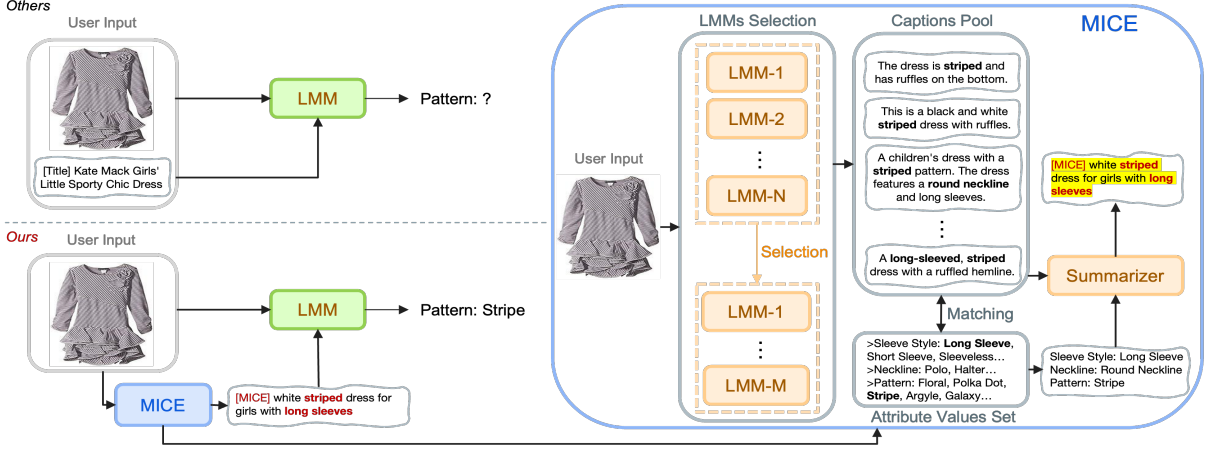 Others
User Input
[Title] Kate Mack Girls'
Little Sporty Chic Dress
LMM
Pattern: ?
Ours
User Input
LMM
Pattern: Stripe
MICE
[MICE] white striped dress for
girls with long sleeves
MICE
User Input
LMMs Selection
LMM-1
LMM-2
⋮
LMM-N
Selection
LMM-1
⋮
LMM-M
Captions Pool
The dress is striped and
has ruffles on the bottom.
This is a black and white
striped dress with ruffles.
A children's dress with a
striped pattern. The dress
features a round neckline
and long sleeves.
⋮
A long-sleeved, striped
dress with a ruffled hemline.
Matching
>Sleeve Style: Long Sleeve,
Short Sleeve, Sleeveless...
>Neckline: Polo, Halter...
>Pattern: Floral, Polka Dot,
Stripe, Argyle, Galaxy...
Attribute Values Set
[MICE] white striped
dress for girls with long
sleeves
Summarizer
Sleeve Style: Long Sleeve
Neckline: Round Neckline
Pattern: Stripe